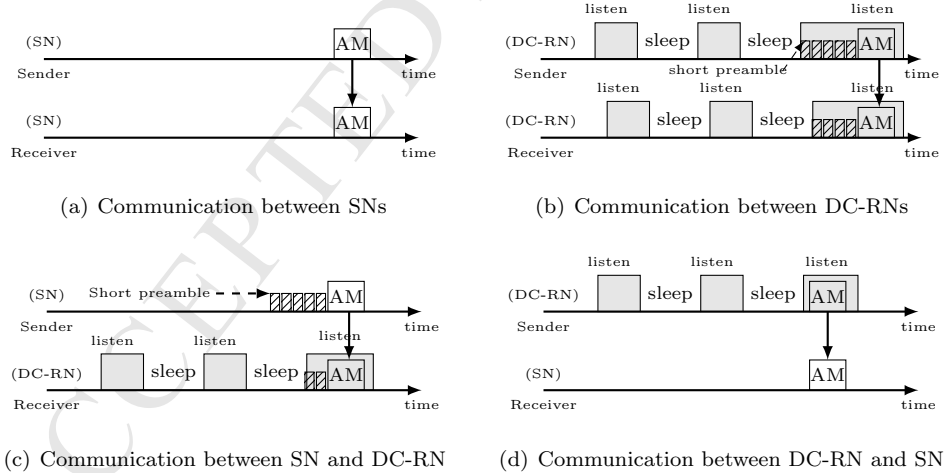 listen listen listen
(SN) AM (DC-RN) sleep sleep AM
Sender time Sender short preamble time
listen listen listen
(SN) AM (DC-RN) sleep sleep AM
Receiver time Receiver time
(a) Communication between SNs (b) Communication between DC-RNs
listen listen listen
(SN) Short preamble AM (DC-RN) sleep sleep AM
Sender time Sender time
listen listen listen
(DC-RN) sleep sleep AM (SN) AM
Receiver time Receiver time
(c) Communication between SN and DC-RN (d) Communication between DC-RN and SN
CCEPTED